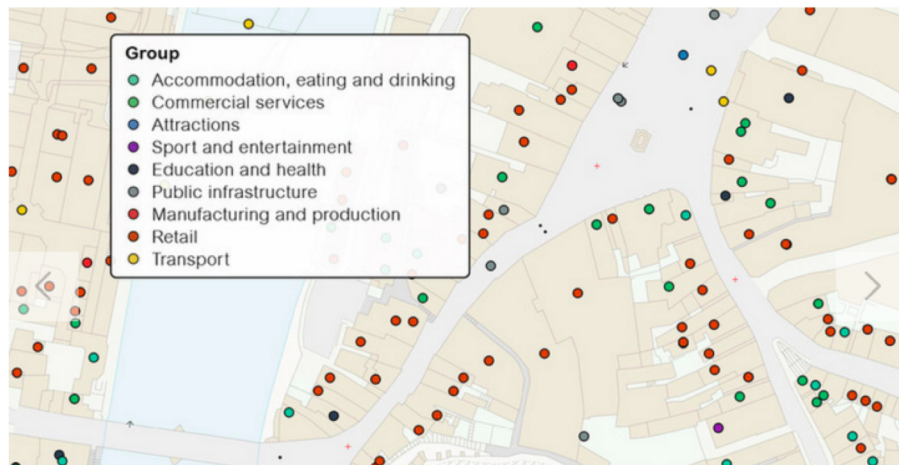 Group
Accommodation, eating and drinking
Commercial services
Attractions
Sport and entertainment
Education and health
Public infrastructure
Manufacturing and production
Retail
Transport